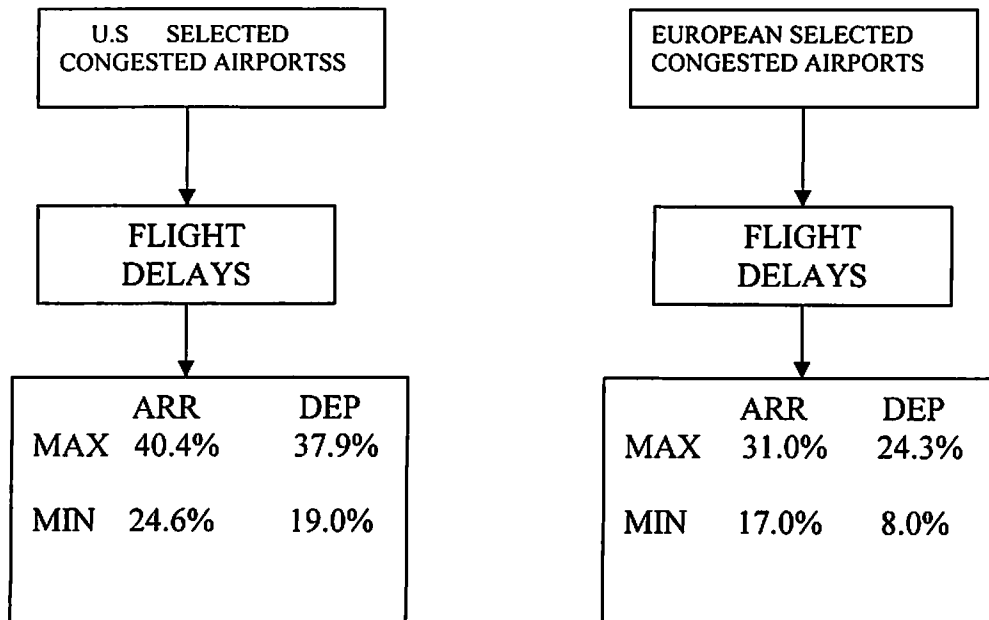 U.S SELECTED
CONGESTED AIRPORTSS
FLIGHT
DELAYS
ARR DEP
MAX 40.4% 37.9%
MIN 24.6% 19.0%
EUROPEAN SELECTED
CONGESTED AIRPORTS
FLIGHT
DELAYS
ARR DEP
MAX 31.0% 24.3%
MIN 17.0% 8.0%